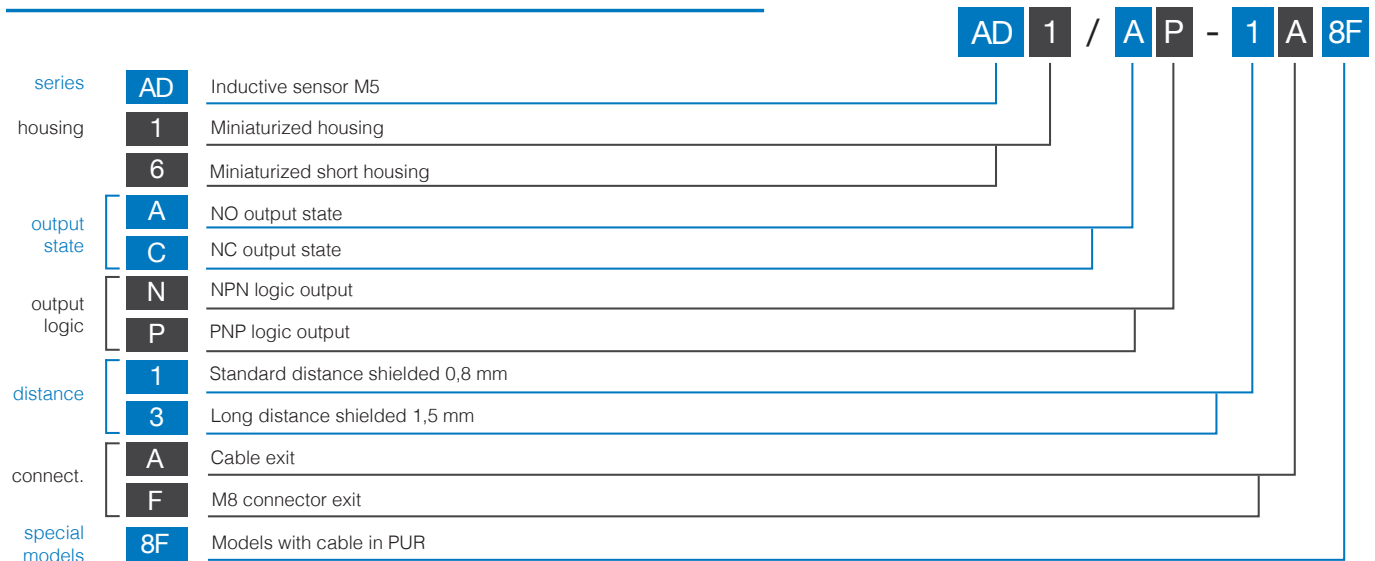 AD 1 / A P - 1 A 8F
series AD Inductive sensor M5
housing 1 Miniaturized housing
6 Miniaturized short housing
output state A NO output state
C NC output state
output logic N NPN logic output
P PNP logic output
distance 1 Standard distance shielded 0,8 mm
3 Long distance shielded 1,5 mm
connect. A Cable exit
F M8 connector exit
special models 8F Models with cable in PUR